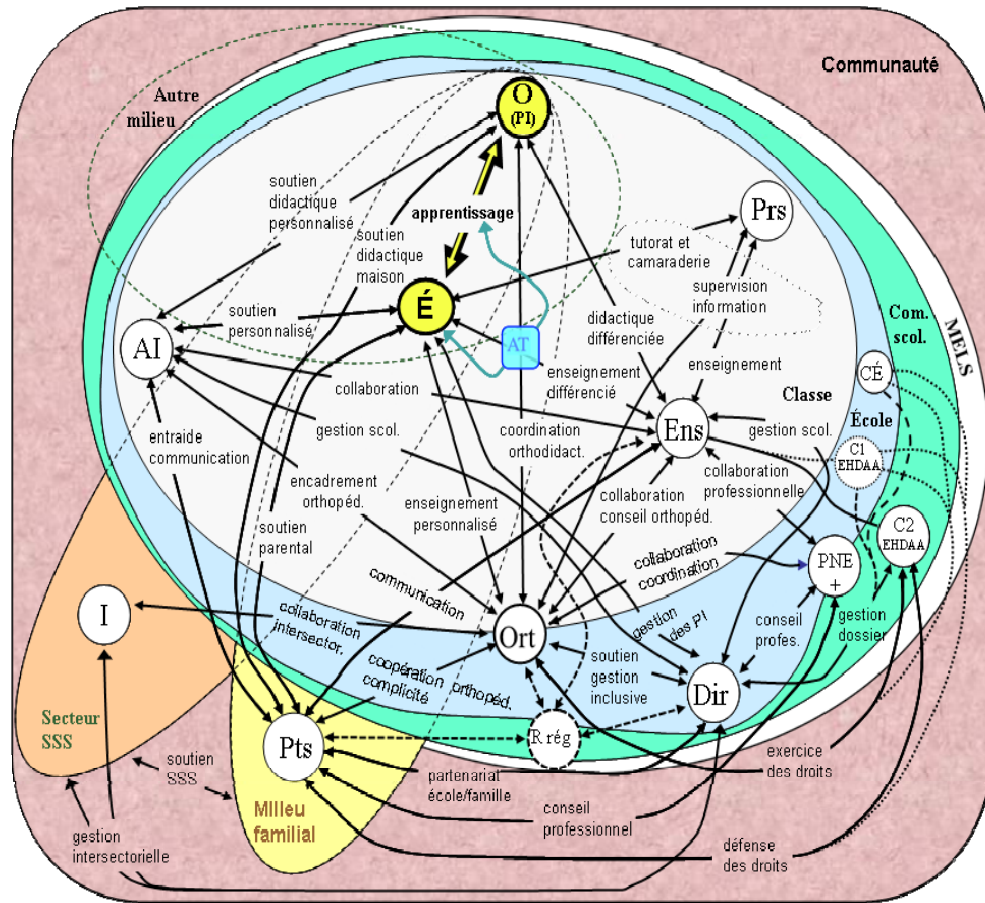 Communauté
Autre
milieu
O
(PI)
soutien
didactique
personnalisé
apprentissage
Prs
soutien
didactique
maison
tutorat et
camaraderie
supervision
information
É
soutien
personnalisé
AI
AT
didactique
différenciée
Com.
scol.
MELS
enseignement
différencié
enseignement
CÉ
collaboration
Classe
École
entraide
communication
gestion scol.
coordination
orthodidact.
Ens
gestion scol.
C1
EHDAA
encadrement
orthopéd.
enseignement
personnalisé
collaboration
Conseil orthopéd.
collaboration
professionnelle
C2
EHDAA
soutien
parental
communication
collaboration
coordination
PNE
+
I
collaboration
intersector.
Ort
gestion
des PI
conseil
profes.
gestion
dossier
coopération orthopéd.
complicité
soutien
gestion
inclusive
Dir
Secteur
SSS
Pts
R rég
soutien
SSS
partenariat
école/famille
exercice
des droits
Milieu
familial
conseil
professionnel
gestion
intersectorielle
défense
des droits